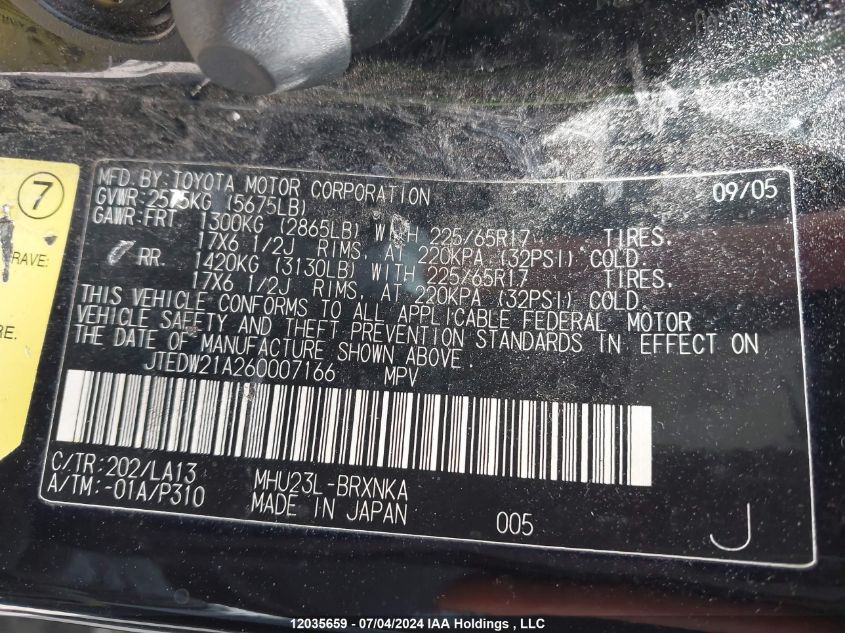 7
RAVE:
RE.
MFD.BY:TOYOTA MOTOR CORPORATION 09/05
GVWR:2575KG (5675LB)
GAWR:FRT. 1300KG (2865LB) WITH 225/65R17 TIRES.
17X6 1/2J RIMS, AT 220KPA (32PSI) COLD.
RR. 1420KG (3130LB) WITH 225/65R17 TIRES.
17X6 1/2J RIMS, AT 220KPA (32PSI) COLD.
THIS VEHICLE CONFORMS TO ALL APPLICABLE FEDERAL MOTOR
VEHICLE SAFETY AND THEFT PREVENTION STANDARDS IN EFFECT ON
THE DATE OF MANUFACTURE SHOWN ABOVE.
JTEDW21A260007166 MPV
C/TR:202/LA13 MHU23L-BRXNKA
A/TM:-01A/P310 MADE IN JAPAN 005 J
12035659 - 07/04/2024 IAA Holdings , LLC